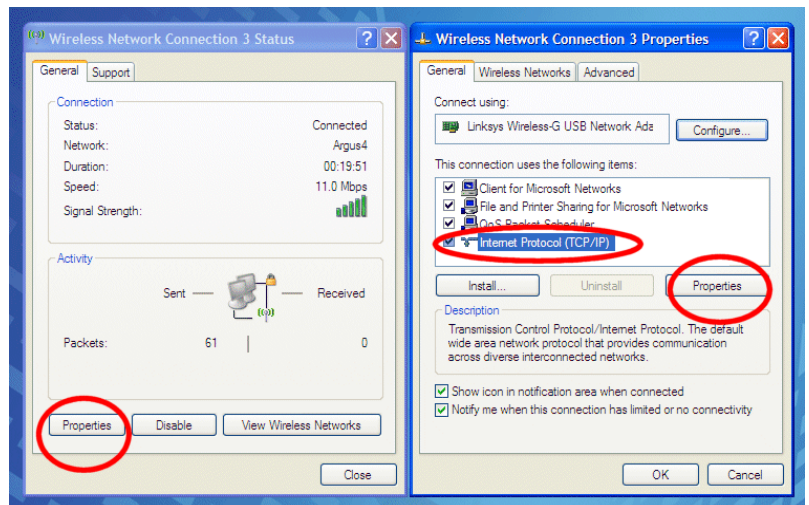 Wireless Network Connection 3 Status
General Support
Connection
Status: Connected
Network: Argus4
Duration: 00:19:51
Speed: 11.0 Mbps
Signal Strength:
Activity
Sent — — Received
Packets: 61 | 0
Properties Disable View Wireless Networks
Close
Wireless Network Connection 3 Properties
General Wireless Networks Advanced
Connect using:
Linksys Wireless-G USB Network Ada Configure...
This connection uses the following items:
Client for Microsoft Networks
File and Printer Sharing for Microsoft Networks
QoS Packet Scheduler
Internet Protocol (TCP/IP)
Install... Uninstall Properties
Description
Transmission Control Protocol/Internet Protocol. The default
wide area network protocol that provides communication
across diverse interconnected networks.
Show icon in notification area when connected
Notify me when this connection has limited or no connectivity
OK Cancel